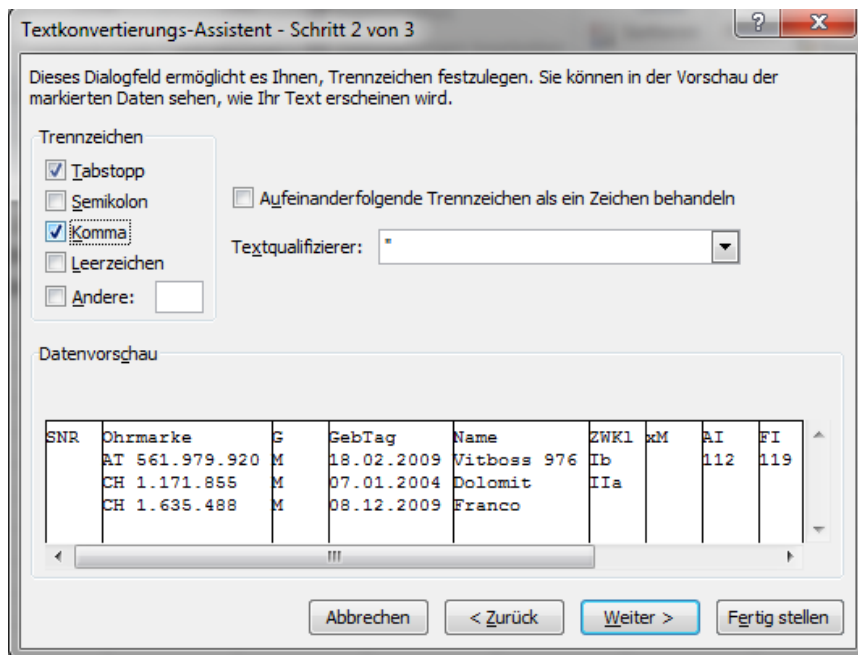 Textkonvertierungs-Assistent - Schritt 2 von 3
?
X
Dieses Dialogfeld ermöglicht es Ihnen, Trennzeichen festzulegen. Sie können in der Vorschau der
markierten Daten sehen, wie Ihr Text erscheinen wird.
Trennzeichen
Tabstopp
Semikolon
Komma
Leerzeichen
Andere:
Aufeinanderfolgende Trennzeichen als ein Zeichen behandeln
Textqualifizierer: "
Datenvorschau
SNR Ohrmarke G GebTag Name ZWKl xM AI FI
AT 561.979.920 M 18.02.2009 Vitboss 976 Ib 112 119
CH 1.171.855 M 07.01.2004 Dolomit IIa
CH 1.635.488 M 08.12.2009 Franco
Abbrechen < Zurück Weiter > Fertig stellen